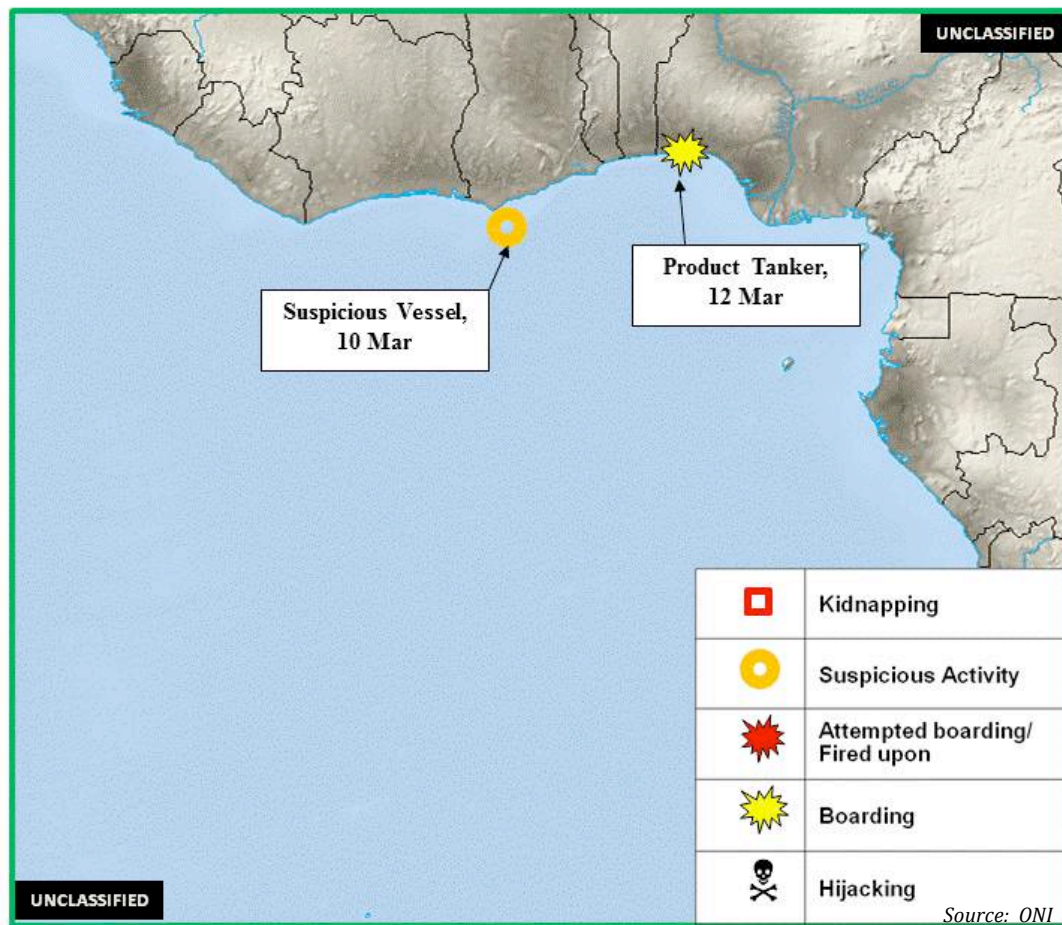 UNCLASSIFIED
Benue
Product Tanker,
12 Mar
Suspicious Vessel,
10 Mar
Kidnapping
Suspicious Activity
Attempted boarding/
Fired upon
Boarding
Hijacking
UNCLASSIFIED
Source: ONI